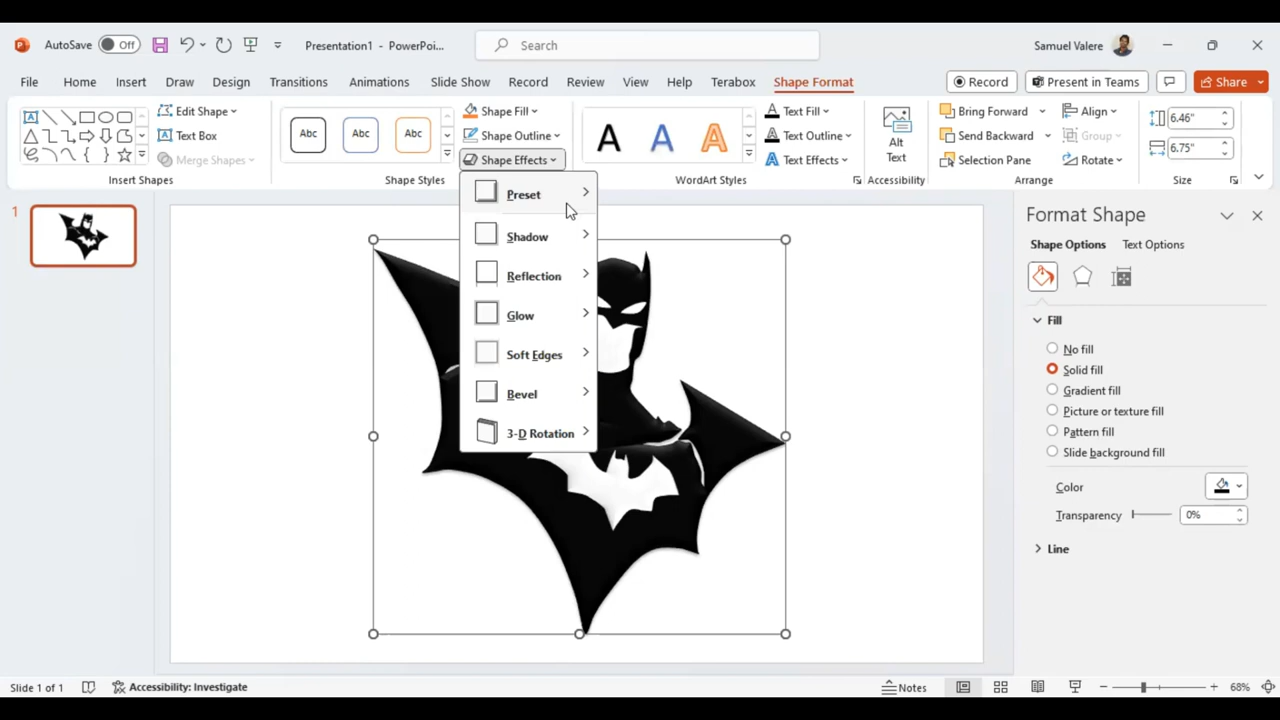 AutoSave Off Presentation1 - PowerPoi... Search Samuel Valere
File Home Insert Draw Design Transitions Animations Slide Show Record Review View Help Terabox Shape Format Record Present in Teams Share
Edit Shape Abc Abc Abc Shape Fill A A A Text Fill Alt Text Bring Forward Align 6.46"
Text Box Shape Outline Text Outline Send Backward Group 6.75"
Merge Shapes Shape Effects Text Effects Selection Pane Rotate
Insert Shapes Shape Styles WordArt Styles Accessibility Arrange Size
Preset
Shadow
Reflection
Glow
Soft Edges
Bevel
3-D Rotation
1
Format Shape
Shape Options Text Options
Fill
No fill
Solid fill
Gradient fill
Picture or texture fill
Pattern fill
Slide background fill
Color
Transparency 0%
Line
Slide 1 of 1 Accessibility: Investigate Notes 68%